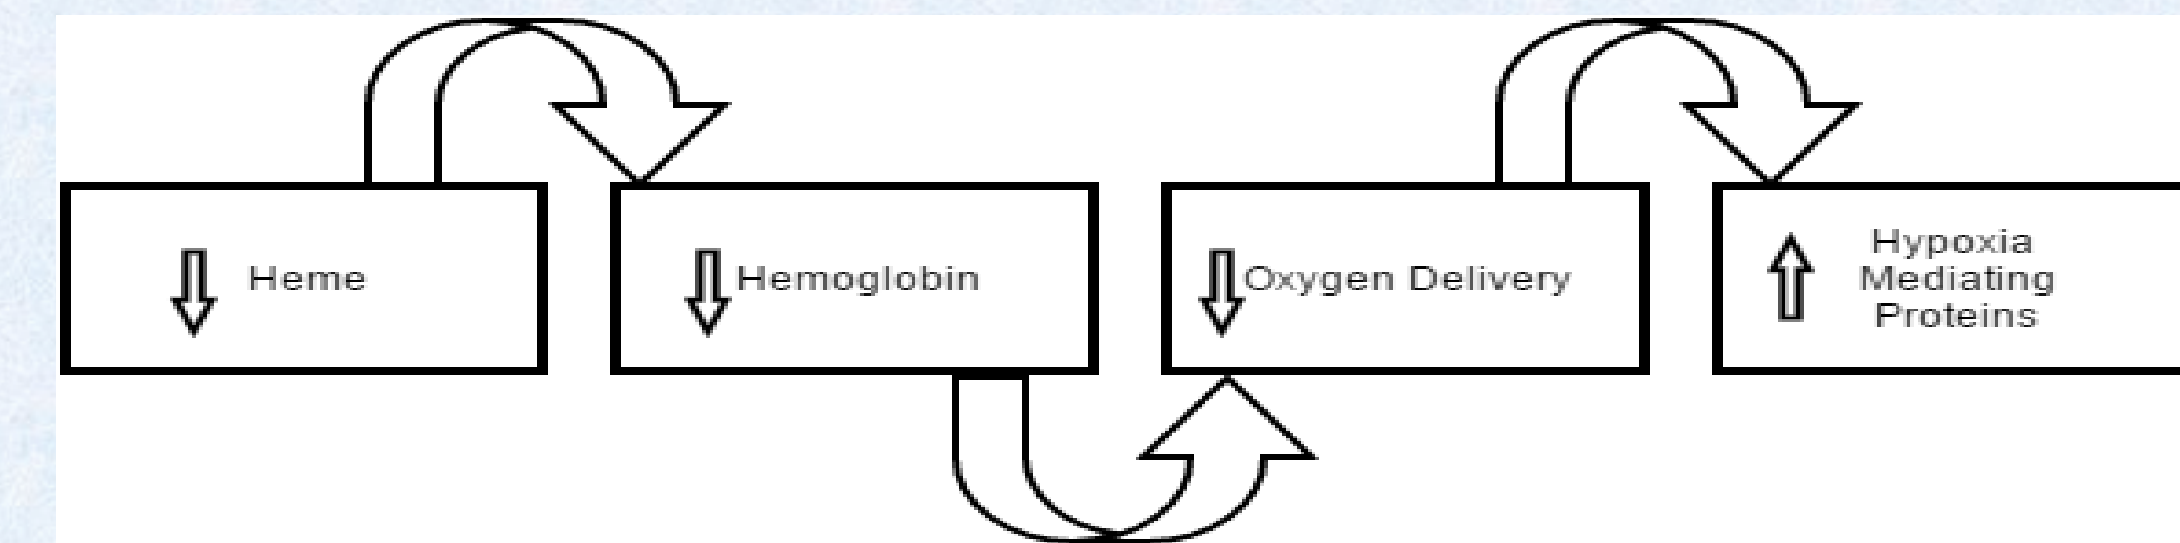 Heme
Hemoglobin
Oxygen Delivery
Hypoxia
Mediating
Proteins